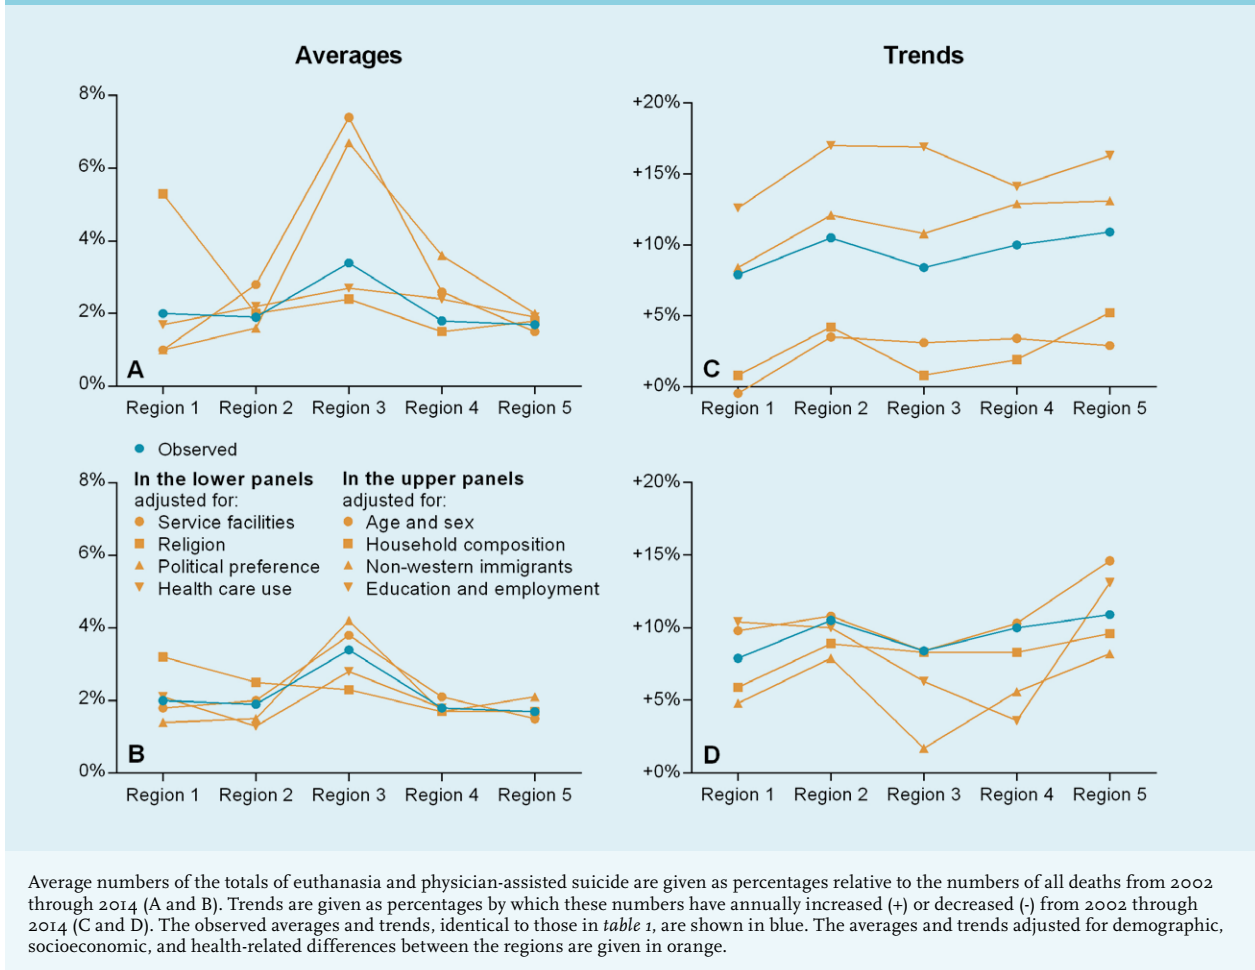 Averages
8%
6%
4%
2%
0%
A
Region 1
Region 2
Region 3
Region 4
Region 5
Trends
+20%
+15%
+10%
+5%
+0%
C
Region 1
Region 2
Region 3
Region 4
Region 5
Observed
In the lower panels
adjusted for:
Service facilities
Religion
Political preference
Health care use
In the upper panels
adjusted for:
Age and sex
Household composition
Non-western immigrants
Education and employment
8%
6%
4%
2%
0%
B
Region 1
Region 2
Region 3
Region 4
Region 5
+20%
+15%
+10%
+5%
+0%
D
Region 1
Region 2
Region 3
Region 4
Region 5
Average numbers of the totals of euthanasia and physician-assisted suicide are given as percentages relative to the numbers of all deaths from 2002
through 2014 (A and B). Trends are given as percentages by which these numbers have annually increased (+) or decreased (-) from 2002 through
2014 (C and D). The observed averages and trends, identical to those in table 1, are shown in blue. The averages and trends adjusted for demographic,
socioeconomic, and health-related differences between the regions are given in orange.